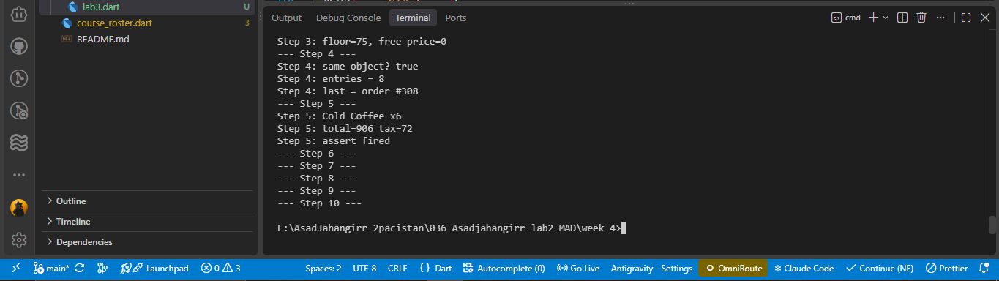 lab3.dart U
course_roster.dart 3
README.md
Outline
Timeline
Dependencies
Output Debug Console Terminal Ports
cmd
Step 3: floor=75, free price=0
--- Step 4 ---
Step 4: same object? true
Step 4: entries = 8
Step 4: last = order #308
--- Step 5 ---
Step 5: Cold Coffee x6
Step 5: total=906 tax=72
Step 5: assert fired
--- Step 6 ---
--- Step 7 ---
--- Step 8 ---
--- Step 9 ---
--- Step 10 ---
E:\AsadJahangirr_2pacistan\036_Asadjahangirr_lab2_MAD\week_4>
main* Launchpad 0 3 Spaces: 2 UTF-8 CRLF {} Dart Autocomplete (0) Go Live Antigravity - Settings OmniRoute Claude Code Continue (NE) Prettier